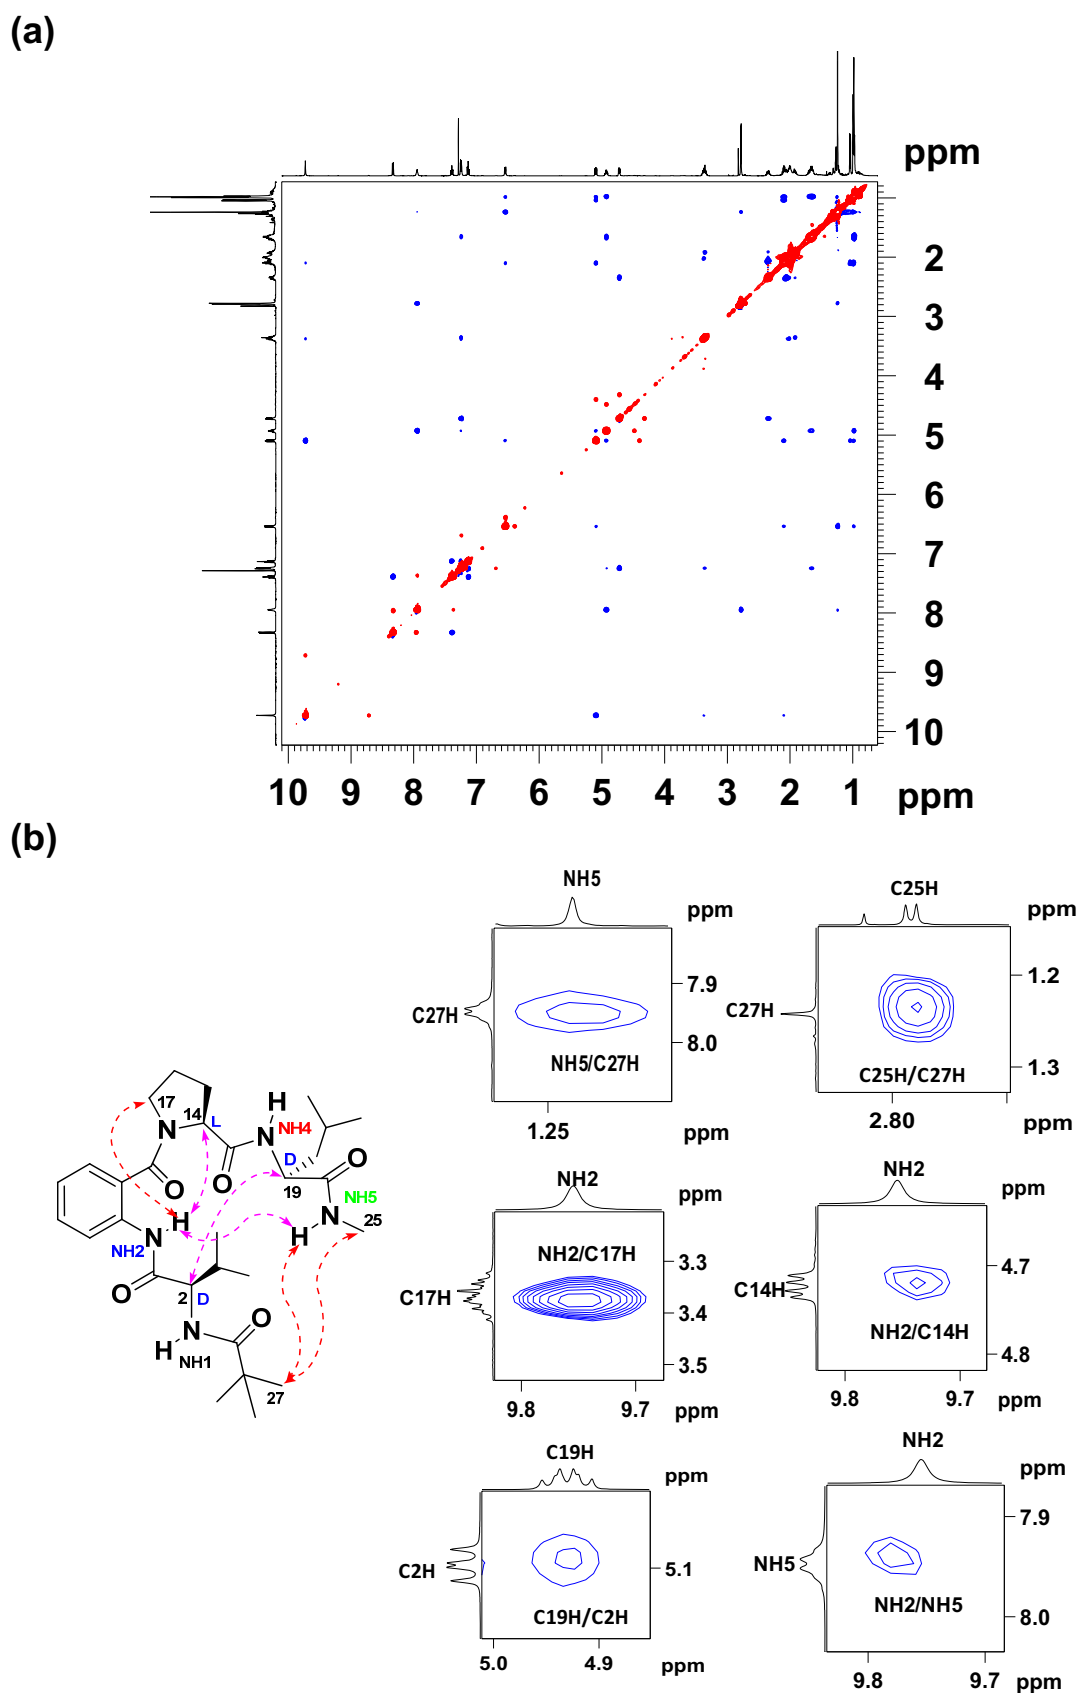 (a)
ppm
2
3
4
5
6
7
8
9
10
10 9 8 7 6 5 4 3 2 1 ppm
(b)
NH5
ppm
7.9
C27H
8.0
NH5/C27H
1.25
C25H
ppm
1.2
C27H
C25H/C27H
1.3
2.80
NH2
ppm
NH2/C17H
3.3
C17H
3.4
3.5
9.8 9.7 ppm
NH2
ppm
4.7
C14H
NH2/C14H
4.8
9.8 9.7 ppm
C19H
ppm
C2H
5.1
C19H/C2H
5.0 4.9 ppm
NH2
ppm
7.9
NH5
NH2/NH5
8.0
9.8 9.7 ppm
17
14
L
H
N
N
NH4
O
O
D
O
19
NH5
H
N
25
NH2
N
H
O
2
D
N
O
H
NH1
27